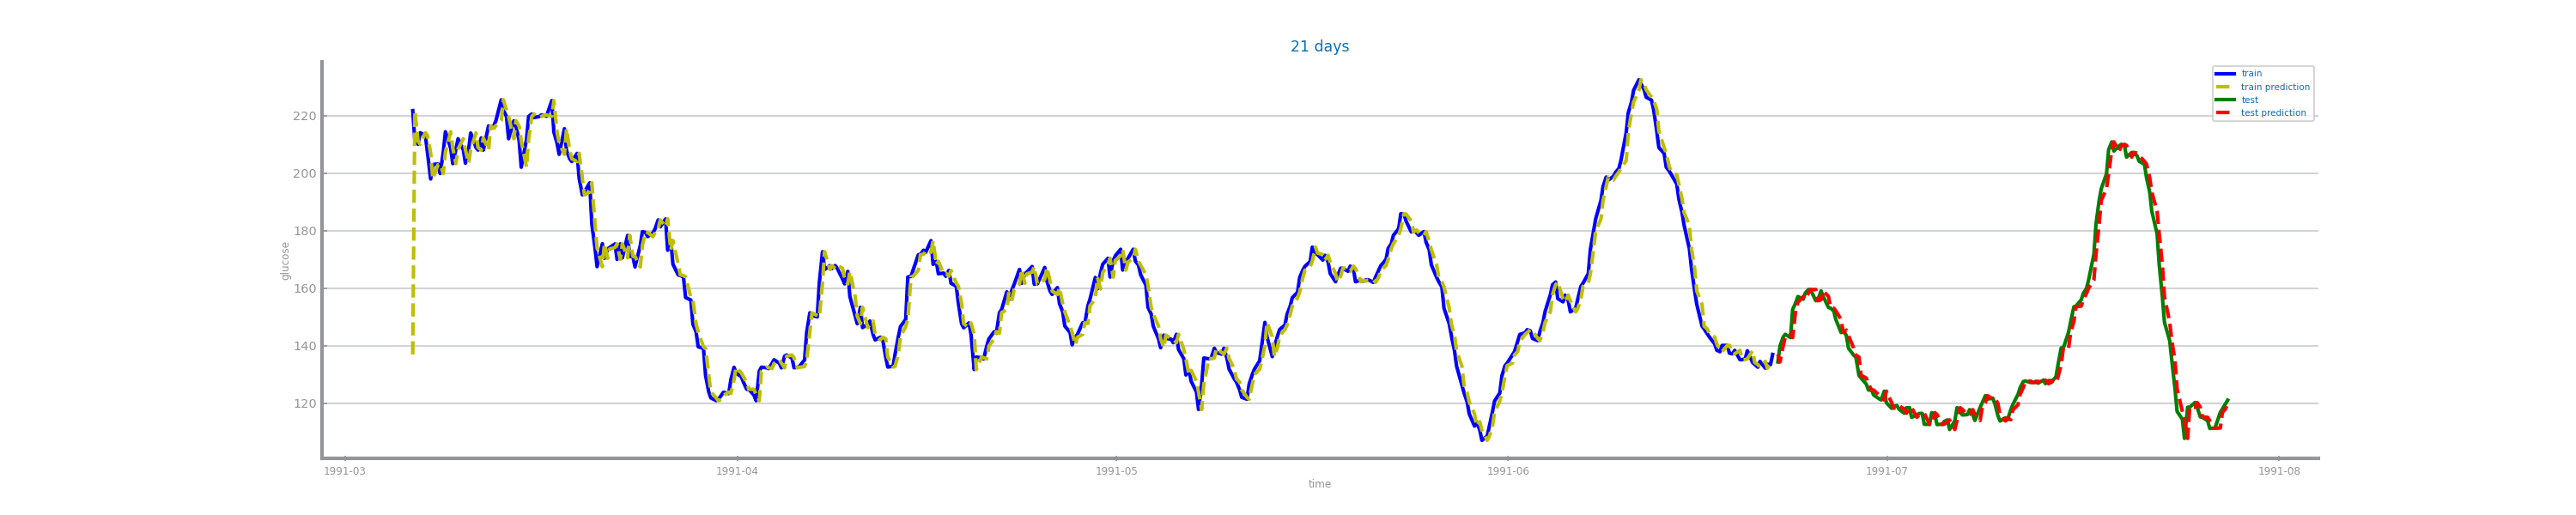 21 days
train
train prediction
test
test prediction
220
200
180
160
140
120
glucose
1991-03
1991-04
1991-05
1991-06
1991-07
1991-08
time